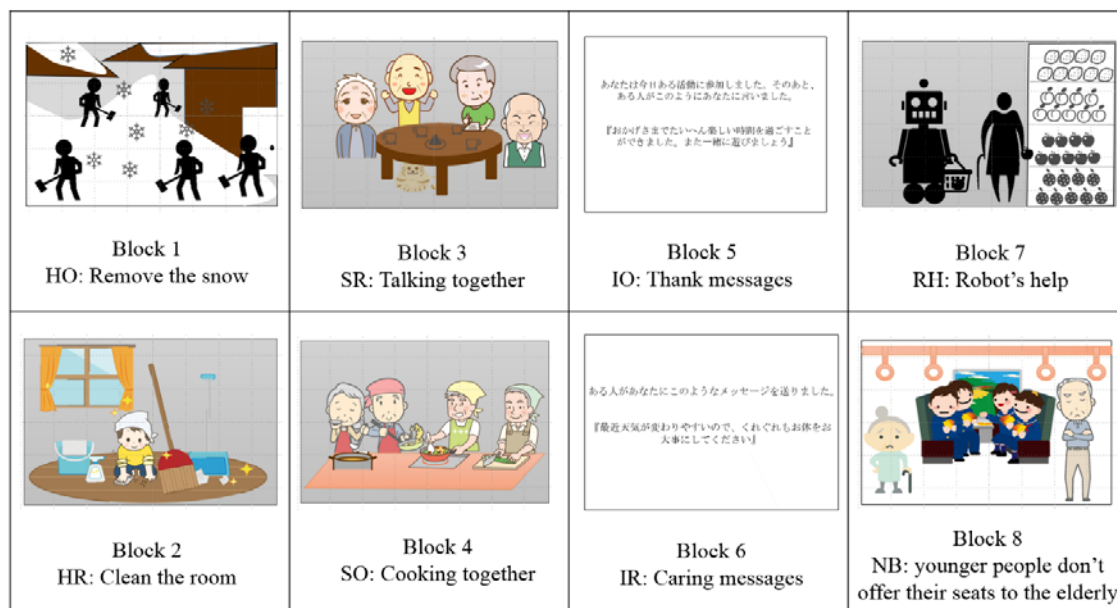 Block 1
HO: Remove the snow
Block 3
SR: Talking together
あなたは今日ある活動に参加しました。そのあと、
ある人がこのようにあなたに言いました。
『おかげさまでたいへん楽しい時間を過ごすこと
ができました。また一緒に遊びましょう』
Block 5
IO: Thank messages
Block 7
RH: Robot's help
Block 2
HR: Clean the room
Block 4
SO: Cooking together
ある人があなたにこのようなメッセージを送りました。
『最近天気が変わりやすいので、くれぐれもお体をお
大事にしてください』
Block 6
IR: Caring messages
Block 8
NB: younger people don't
offer their seats to the elderly